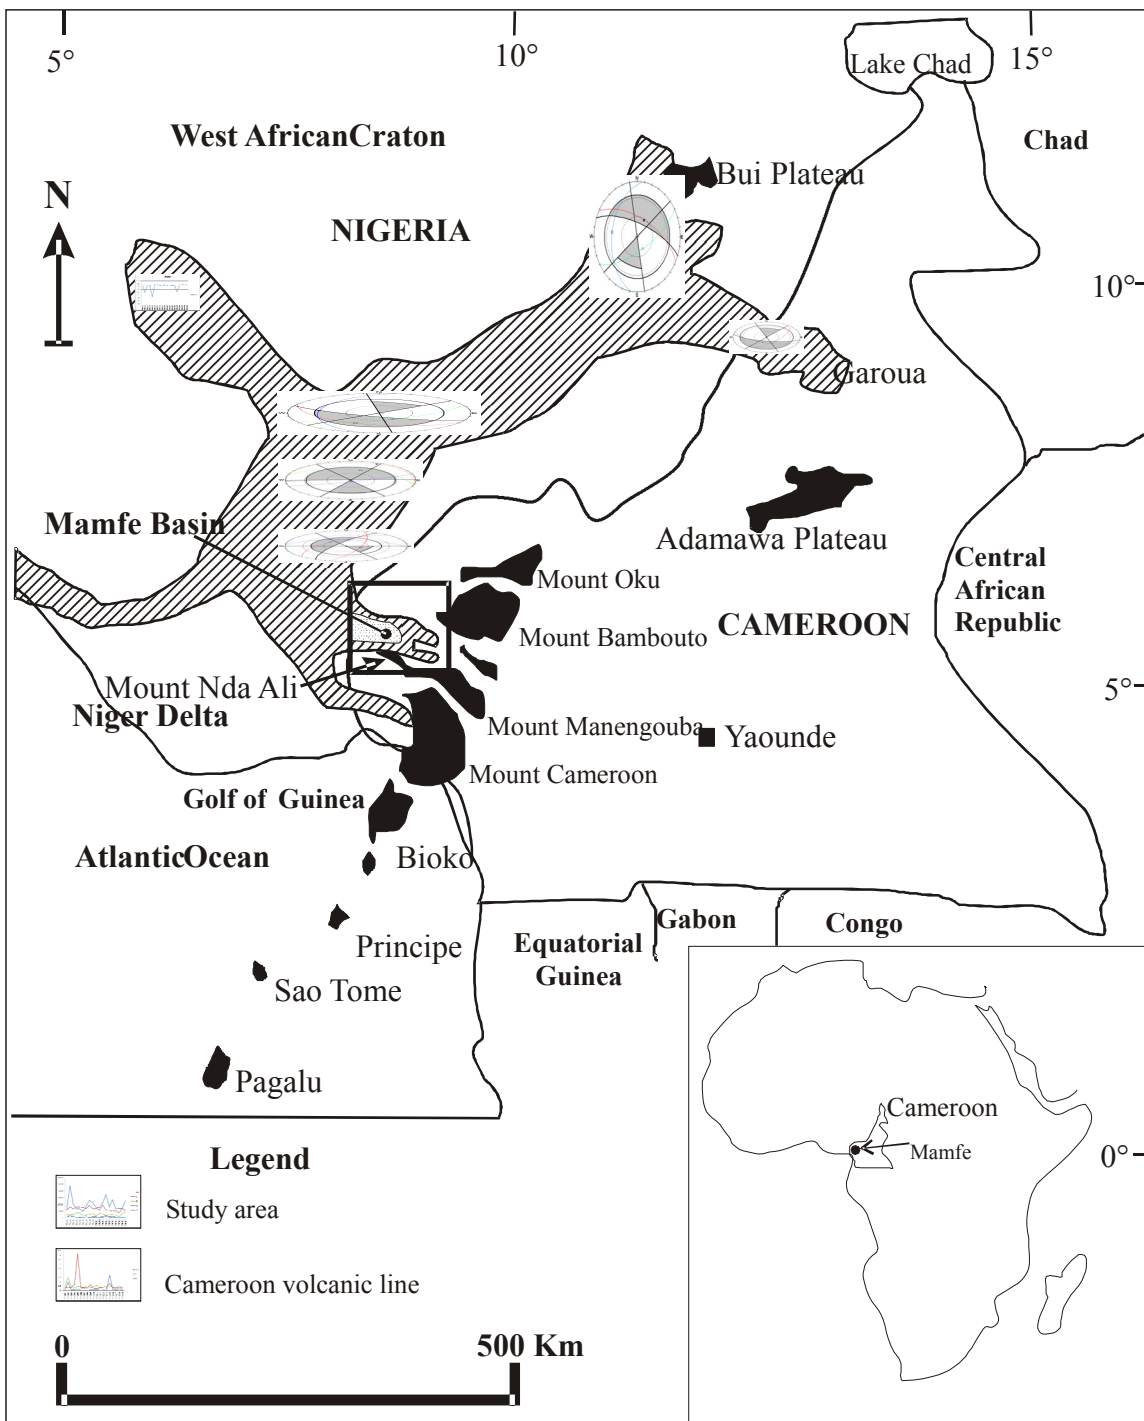 5°
10°
15°
Lake Chad
West AfricanCraton
Chad
N
Bui Plateau
NIGERIA
10°
Garoua
Mamfe Basin
Adamawa Plateau
Central
African
Republic
Mount Oku
Mount Bambouto
CAMEROON
Mount Nda Ali
5°
Niger Delta
Mount Manengouba
Yaounde
Mount Cameroon
Golf of Guinea
AtlanticOcean
Bioko
Gabon
Congo
Equatorial
Guinea
Principe
Sao Tome
Pagalu
Cameroon
Mamfe
0°
Legend
Study area
Cameroon volcanic line
0
500 Km